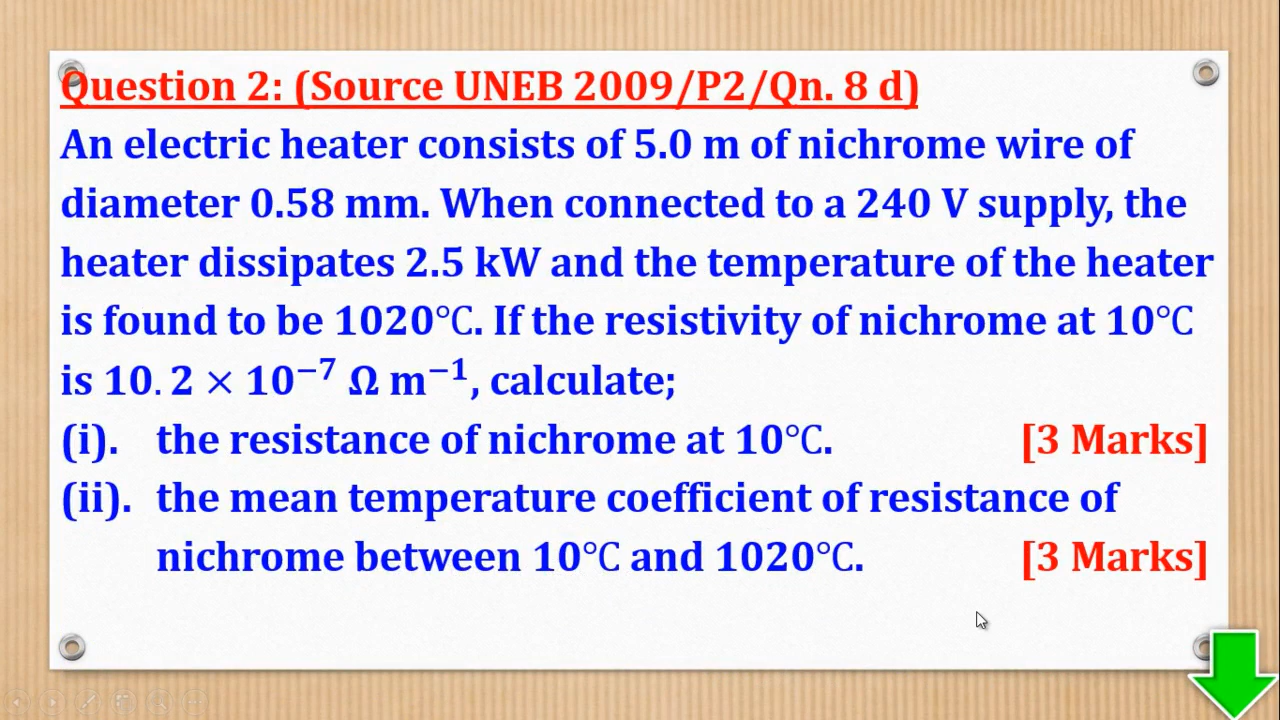 Question 2: (Source UNEB 2009/P2/Qn. 8 d)
An electric heater consists of 5.0 m of nichrome wire of
diameter 0.58 mm. When connected to a 240 V supply, the
heater dissipates 2.5 kW and the temperature of the heater
is found to be 1020℃. If the resistivity of nichrome at 10℃
is 10. 2 × 10⁻⁷ Ω m⁻¹, calculate;
(i). the resistance of nichrome at 10℃. [3 Marks]
(ii). the mean temperature coefficient of resistance of
nichrome between 10℃ and 1020℃. [3 Marks]